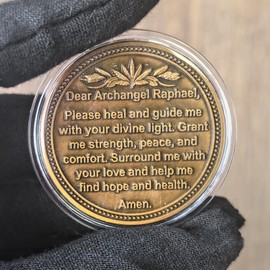 Dear Archangel Raphael,
Please heal and guide me
with your divine light. Grant
me strength, peace, and
comfort. Surround me with
your love and help me
find hope and health.
Amen.